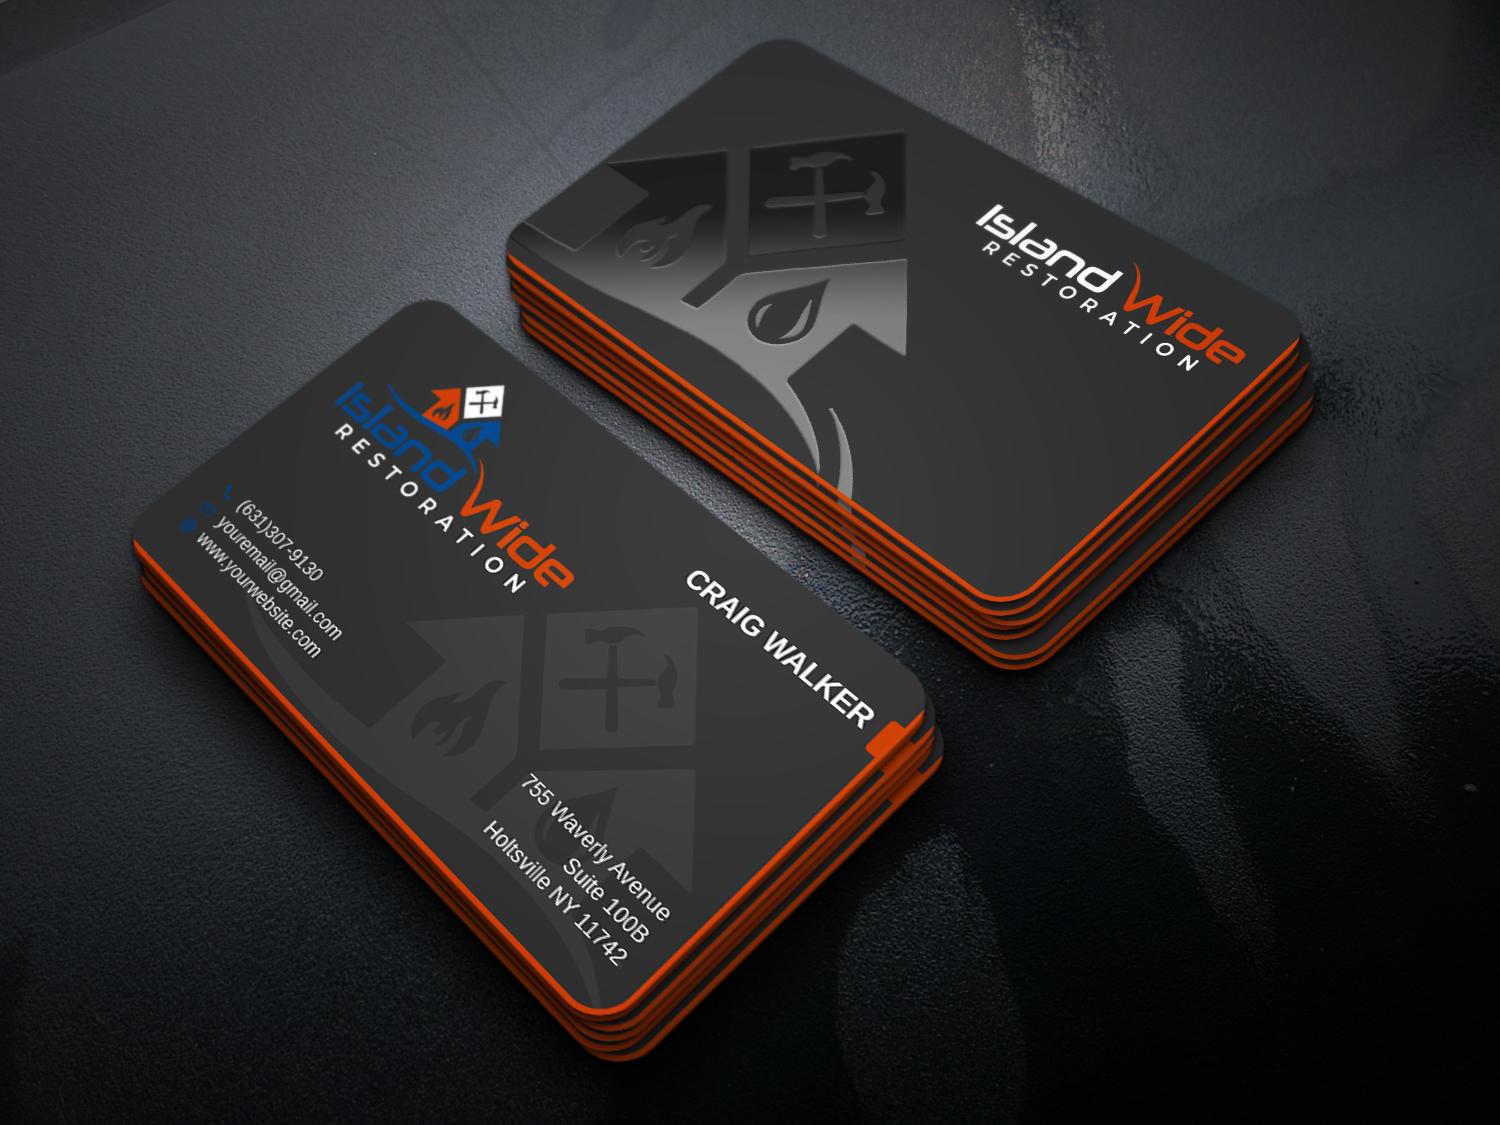 Island Wide
RESTORATION
Island Wide
RESTORATION
(631)307-9130
youremail@gmail.com
www.yourwebsite.com
CRAIG WALKER
755 Waverly Avenue
Suite 100B
Holtsville NY 11742